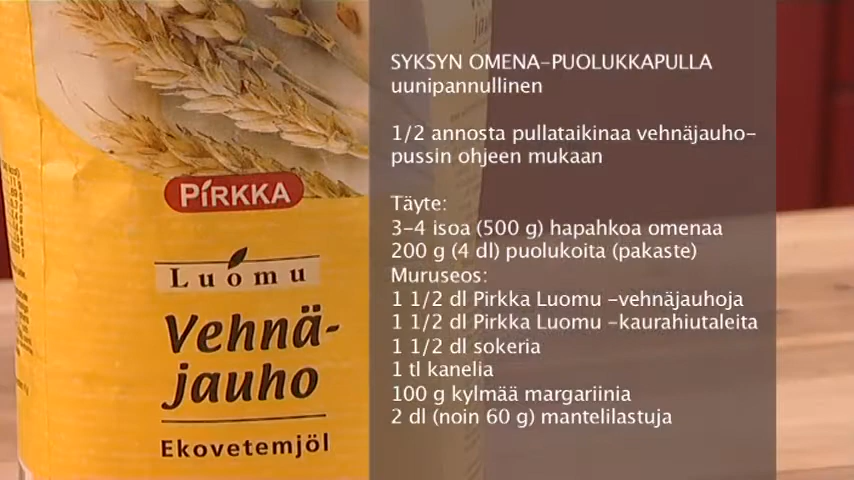 PIRKKA
Luomu
Vehnä-
jauho
Ekovetemjöl
SYKSYN OMENA-PUOLUKKAPULLA
uunipannullinen
1/2 annosta pullataikinaa vehnäjauho-
pussin ohjeen mukaan
Täyte:
3-4 isoa (500 g) hapahkoa omenaa
200 g (4 dl) puolukoita (pakaste)
Muruseos:
1 1/2 dl Pirkka Luomu -vehnäjauhoja
1 1/2 dl Pirkka Luomu -kaurahiutaleita
1 1/2 dl sokeria
1 tl kanelia
100 g kylmää margariinia
2 dl (noin 60 g) mantelilastuja